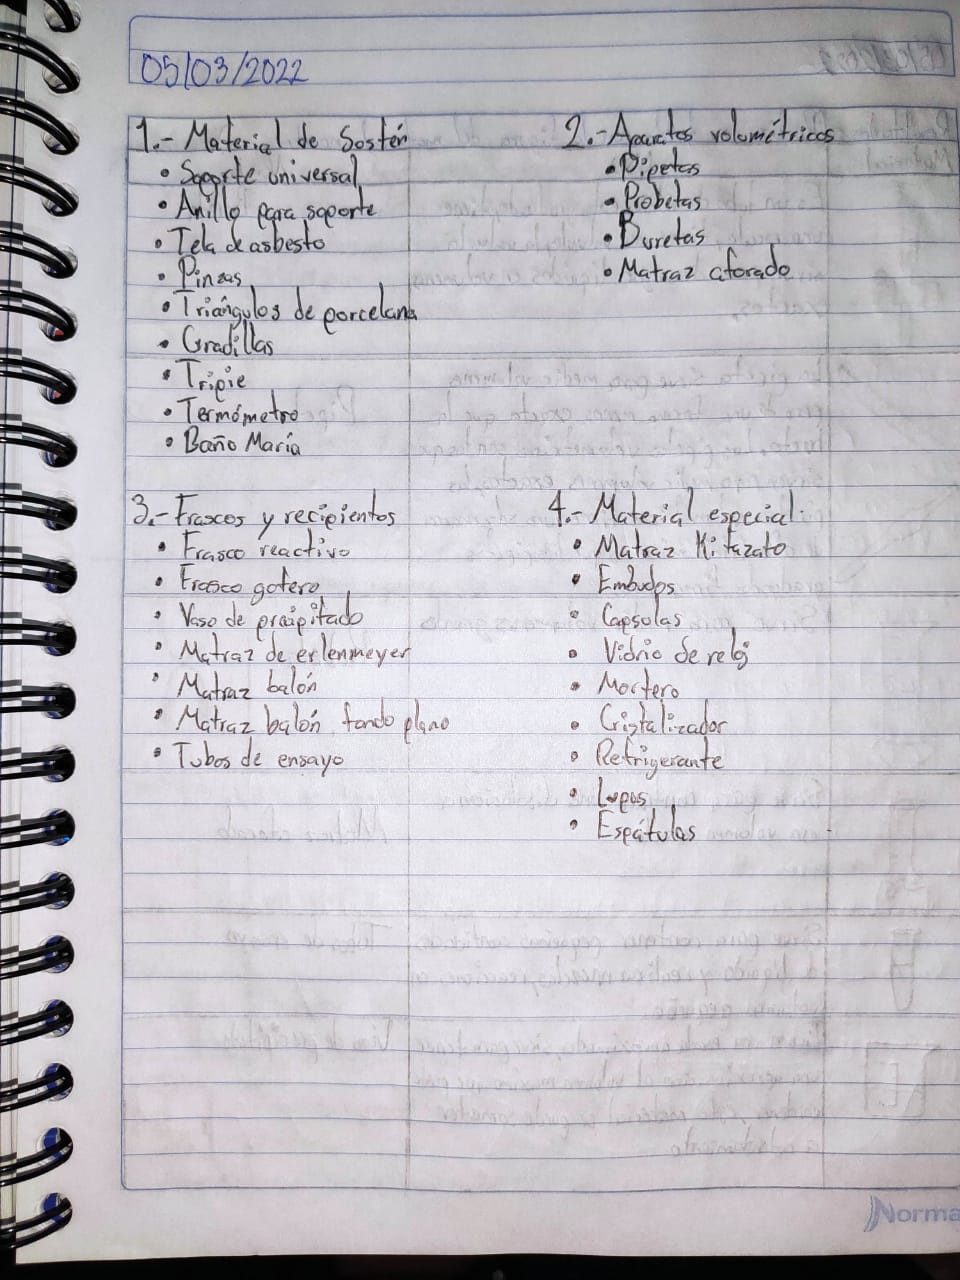 05/03/2022
1.- Material de Sostén
• Soporte universal
• Anillo para soporte
• Tela de asbesto
• Pinzas
• Triángulos de porcelana
• Gradillas
• Tripie
• Termómetro
• Baño María
2.- Aparatos volométricos
• Pipetas
• Probetas
• Buretas
• Matraz aforado
3.- Frascos y recipientos
• Frasco reactivo
• Frasco gotero
• Vaso de precipitado
• Matraz de erlenmeyer
• Matraz balón
• Matraz balón fondo plano
• Tubos de ensayo
4.- Material especial.
• Matraz Kitazato
• Embudos
• Capsolas
• Vidrio de reloj
• Mortero
• Cristalizador
• Refrigerante
• Lupas
• Espátulas
Norma